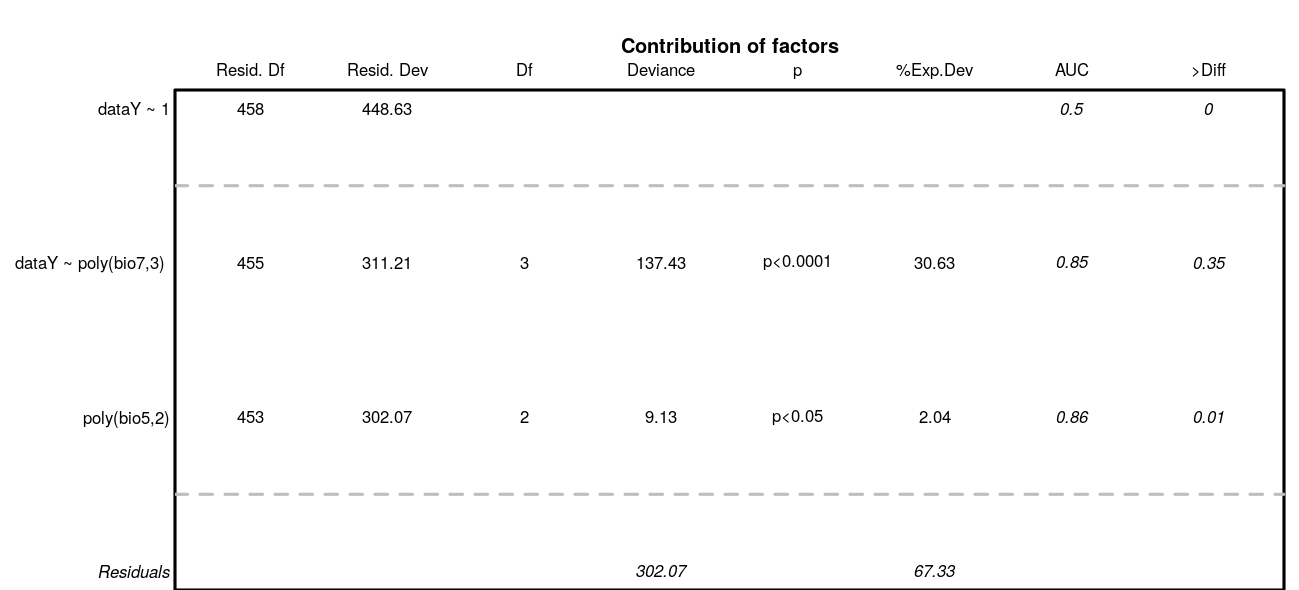 Contribution of factors
Resid. Df Resid. Dev Df Deviance p %Exp.Dev AUC >Diff
dataY ~ 1 458 448.63 0.5 0
dataY ~ poly(bio7,3) 455 311.21 3 137.43 p<0.0001 30.63 0.85 0.35
poly(bio5,2) 453 302.07 2 9.13 p<0.05 2.04 0.86 0.01
Residuals 302.07 67.33